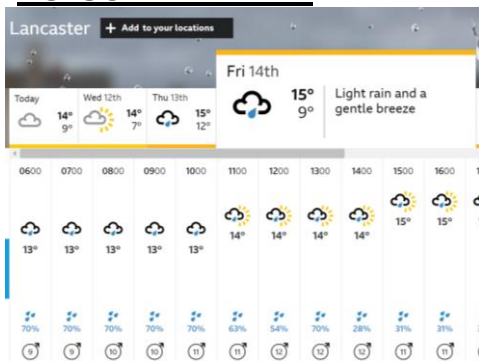 Lancaster + Add to your locations
Fri 14th
15° Light rain and a
9° gentle breeze
Today Wed 12th Thu 13th
14° 14° 15°
9° 7° 12°
0600 0700 0800 0900 1000 1100 1200 1300 1400 1500 1600
13° 13° 13° 13° 13° 14° 14° 14° 14° 15° 15°
70% 70% 70% 70% 70% 63% 54% 70% 28% 31% 31%
9 9 10 10 11 11 12 12 12 11 11